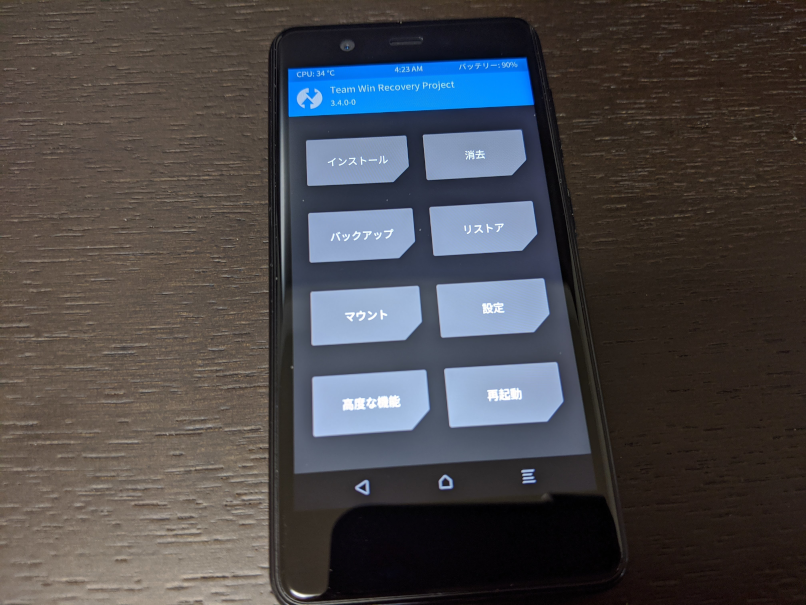 CPU: 34 °C 4:23 AM バッテリー: 90%
Team Win Recovery Project
3.4.0-0
インストール 消去
バックアップ リストア
マウント 設定
高度な機能 再起動